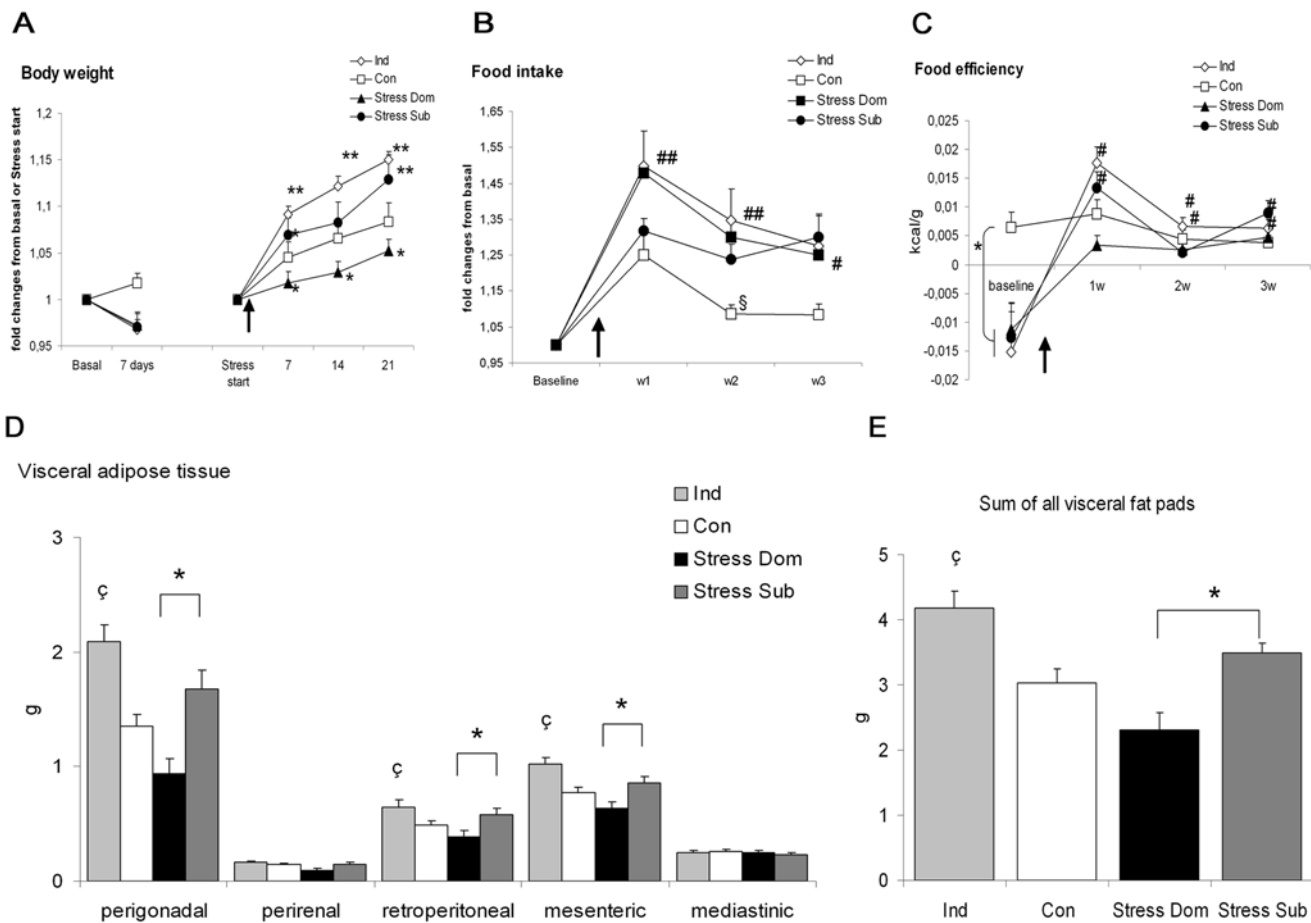 A
Body weight
Ind
Con
Stress Dom
Stress Sub
fold changes from basal or Stress start
1,2
1,15
1,1
1,05
1
0,95
**
**
**
**
*
*
*
*
Basal
7 days
Stress
start
7
14
21
B
Food intake
Ind
Con
Stress Dom
Stress Sub
fold changes from basal
1,65
1,55
1,45
1,35
1,25
1,15
1,05
0,95
##
##
#
§
Baseline
w1
w2
w3
C
Food efficiency
Ind
Con
Stress Dom
Stress Sub
kcal/g
0,025
0,02
0,015
0,01
0,005
0
-0,005
-0,01
-0,015
-0,02
*
#
#
#
#
#
#
baseline
1w
2w
3w
D
Visceral adipose tissue
Ind
Con
Stress Dom
Stress Sub
g
3
2
1
0
ç
*
ç
*
ç
*
perigonadal
perirenal
retroperitoneal
mesenteric
mediastinic
E
Sum of all visceral fat pads
g
5
4
3
2
1
0
ç
*
Ind
Con
Stress Dom
Stress Sub